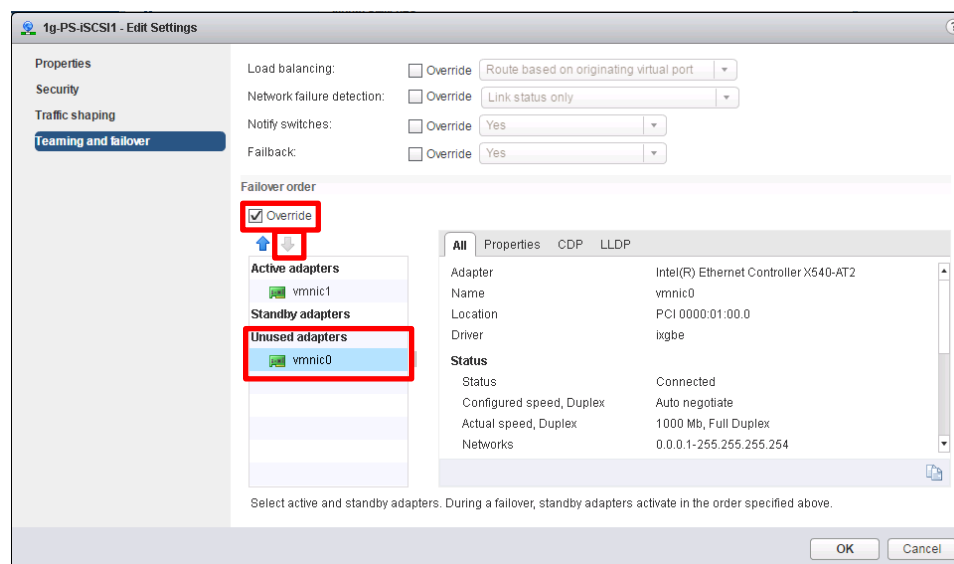 1g-PS-iSCSI1 - Edit Settings
?
Properties
Security
Traffic shaping
Teaming and failover
Load balancing: Override Route based on originating virtual port
Network failure detection: Override Link status only
Notify switches: Override Yes
Failback: Override Yes
Failover order
Override
Active adapters
vmnic1
Standby adapters
Unused adapters
vmnic0
All Properties CDP LLDP
Adapter Intel(R) Ethernet Controller X540-AT2
Name vmnic0
Location PCI 0000:01:00.0
Driver ixgbe
Status
Status Connected
Configured speed, Duplex Auto negotiate
Actual speed, Duplex 1000 Mb, Full Duplex
Networks 0.0.0.1-255.255.255.254
Select active and standby adapters. During a failover, standby adapters activate in the order specified above.
OK Cancel